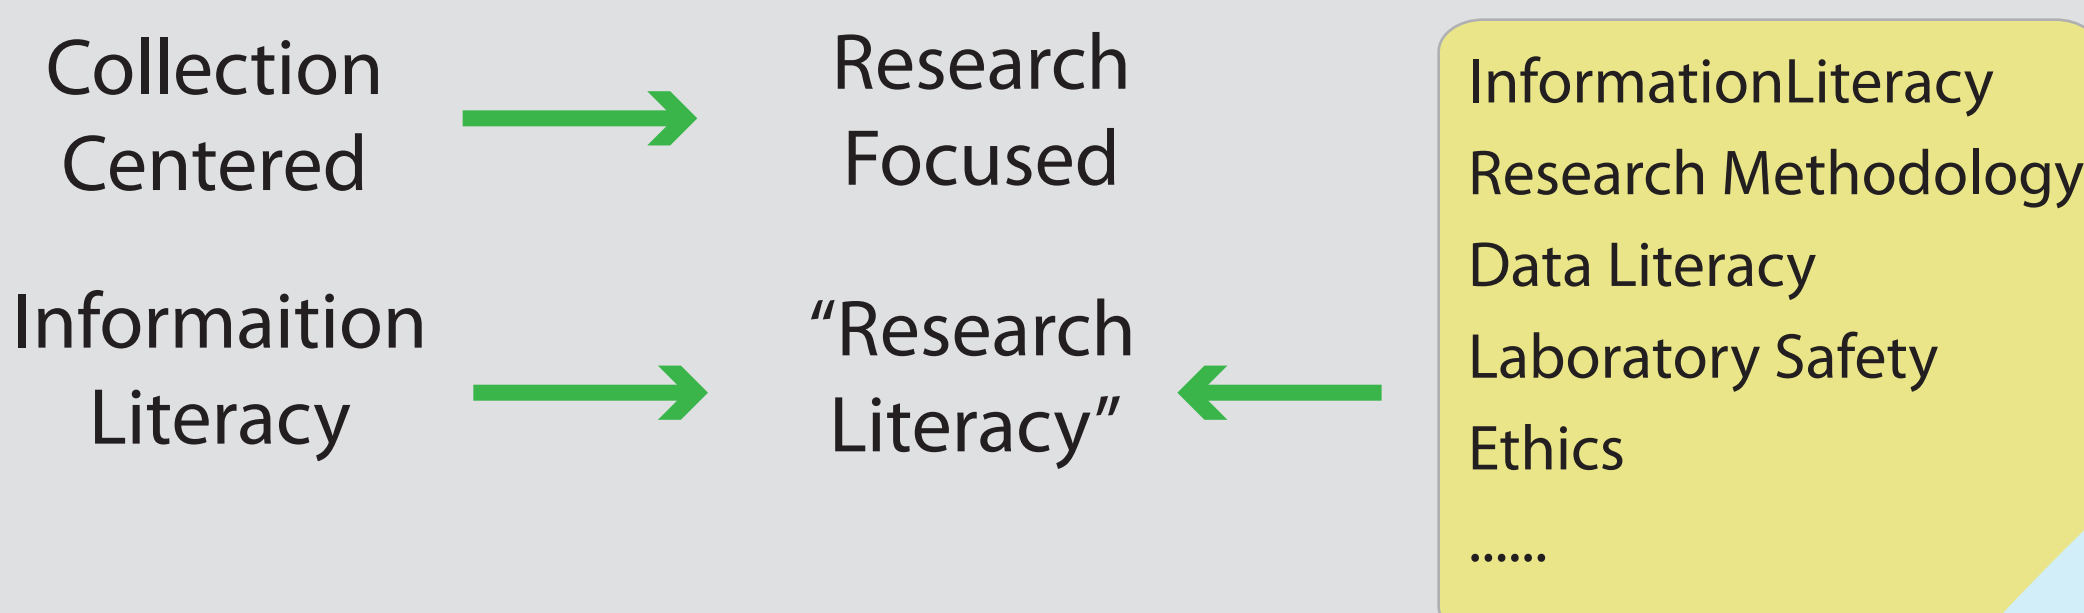 Collection
Centered
Research
Focused
Informaition
Literacy
“Research
Literacy”
InformationLiteracy
Research Methodology
Data Literacy
Laboratory Safety
Ethics
......